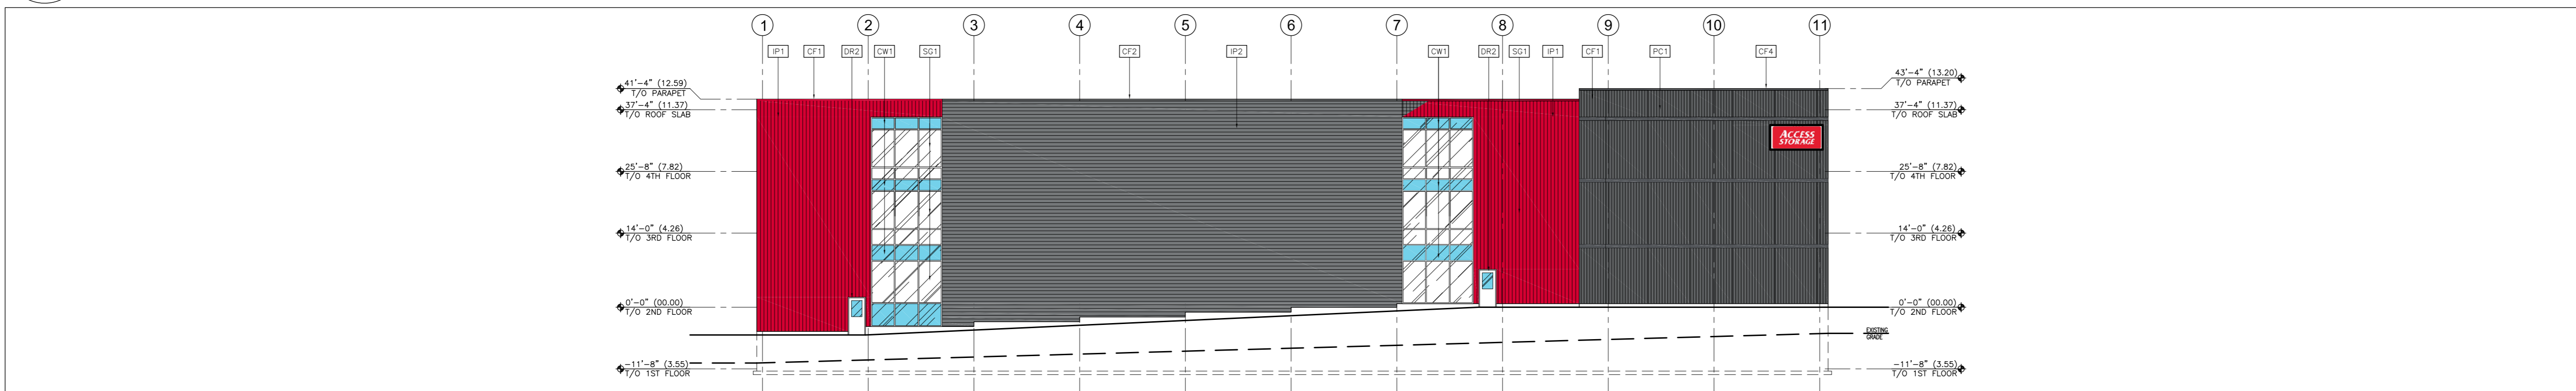 1 2 3 4 5 6 7 8 9 10 11
IP1 CF1 DR2 CW1 SG1 CF2 IP2 CW1 DR2 SG1 IP1 CF1 PC1 CF4
41'-4" (12.59)
T/O PARAPET
37'-4" (11.37)
T/O ROOF SLAB
25'-8" (7.82)
T/O 4TH FLOOR
14'-0" (4.26)
T/O 3RD FLOOR
0'-0" (00.00)
T/O 2ND FLOOR
-11'-8" (3.55)
T/O 1ST FLOOR
ACCESS
STORAGE
43'-4" (13.20)
T/O PARAPET
37'-4" (11.37)
T/O ROOF SLAB
25'-8" (7.82)
T/O 4TH FLOOR
14'-0" (4.26)
T/O 3RD FLOOR
0'-0" (00.00)
T/O 2ND FLOOR
EXISTING
GRADE
-11'-8" (3.55)
T/O 1ST FLOOR